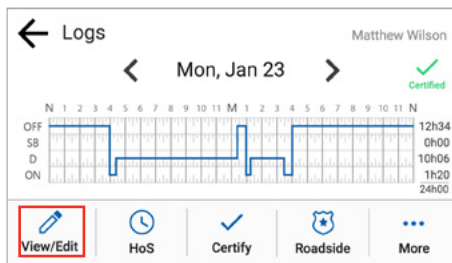 Logs
Matthew Wilson
Mon, Jan 23
Certified
N 1 2 3 4 5 6 7 8 9 10 11 M 1 2 3 4 5 6 7 8 9 10 11 N
OFF 12h34
SB 0h00
D 10h06
ON 1h20
24h00
View/Edit HoS Certify Roadside More